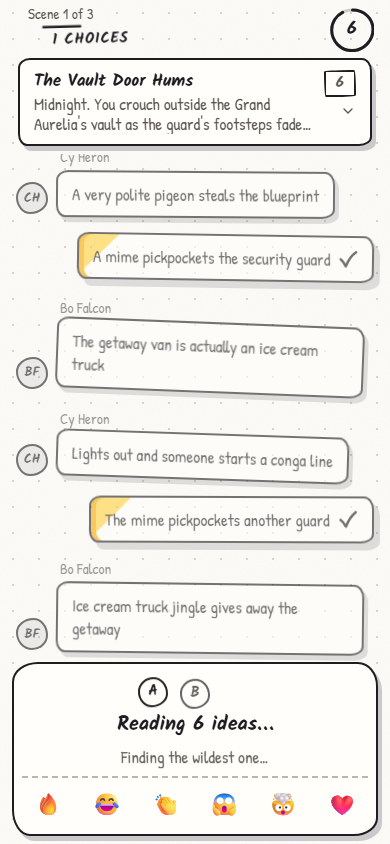 Scene 1 of 3
1 CHOICES
6
The Vault Door Hums
6
Midnight. You crouch outside the Grand
Aurelia's vault as the guard's footsteps fade...
Cy Heron
CH
A very polite pigeon steals the blueprint
A mime pickpockets the security guard
Bo Falcon
BF
The getaway van is actually an ice cream
truck
Cy Heron
CH
Lights out and someone starts a conga line
The mime pickpockets another guard
Bo Falcon
BF
Ice cream truck jingle gives away the
getaway
A
B
Reading 6 ideas...
Finding the wildest one...